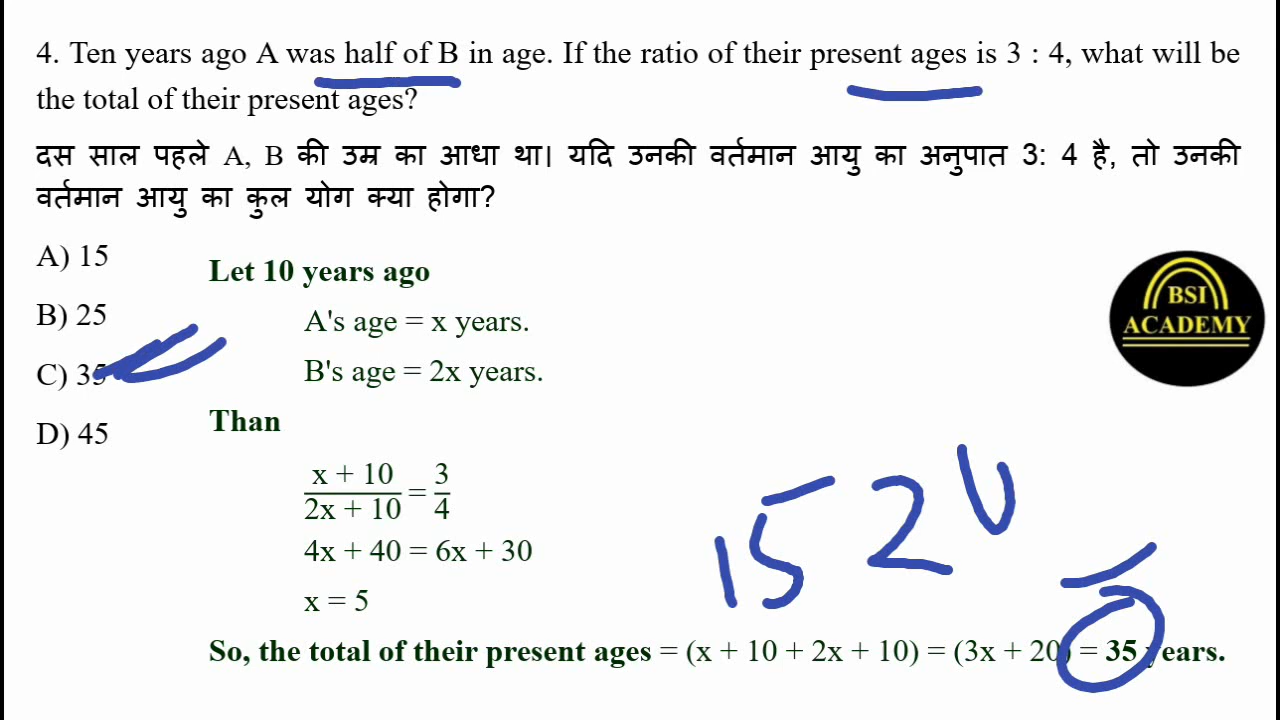 4. Ten years ago A was half of B in age. If the ratio of their present ages is 3 : 4, what will be
the total of their present ages?
दस साल पहले A, B की उम्र का आधा था। यदि उनकी वर्तमान आयु का अनुपात 3: 4 है, तो उनकी
वर्तमान आयु का कुल योग क्या होगा?
A) 15
B) 25
C) 35
D) 45
Let 10 years ago
A's age = x years.
B's age = 2x years.
Than
x + 10 / 2x + 10 = 3 / 4
4x + 40 = 6x + 30
x = 5
So, the total of their present ages = (x + 10 + 2x + 10) = (3x + 20) = 35 years.
BSI
ACADEMY
15 20